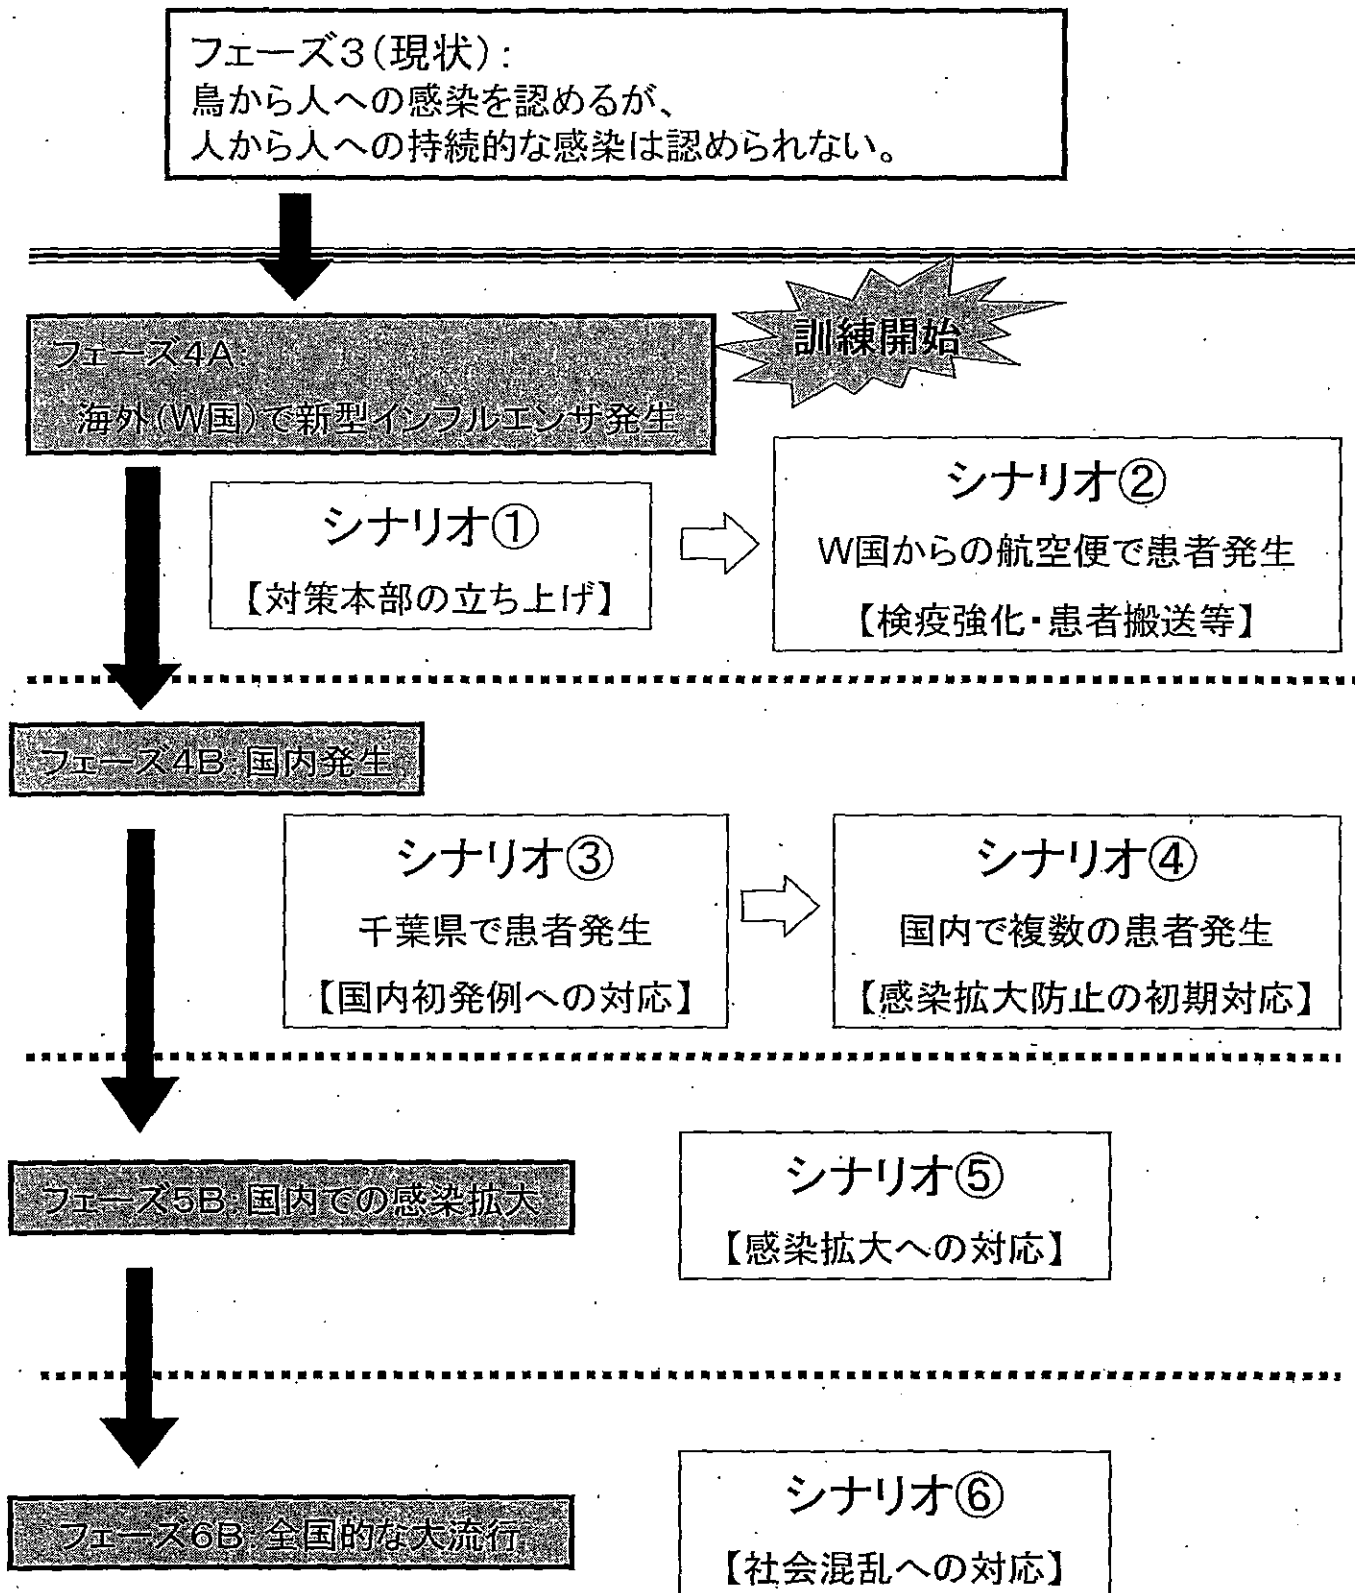 フェーズ3(現状):
鳥から人への感染を認めるが、
人から人への持続的な感染は認められない。
訓練開始
フェーズ4A:
海外(W国)で新型インフルエンザ発生
シナリオ①
【対策本部の立ち上げ】
シナリオ②
W国からの航空便で患者発生
【検疫強化・患者搬送等】
フェーズ4B:国内発生
シナリオ③
千葉県で患者発生
【国内初発例への対応】
シナリオ④
国内で複数の患者発生
【感染拡大防止の初期対応】
フェーズ5B:国内での感染拡大
シナリオ⑤
【感染拡大への対応】
フェーズ6B:全国的な大流行
シナリオ⑥
【社会混乱への対応】